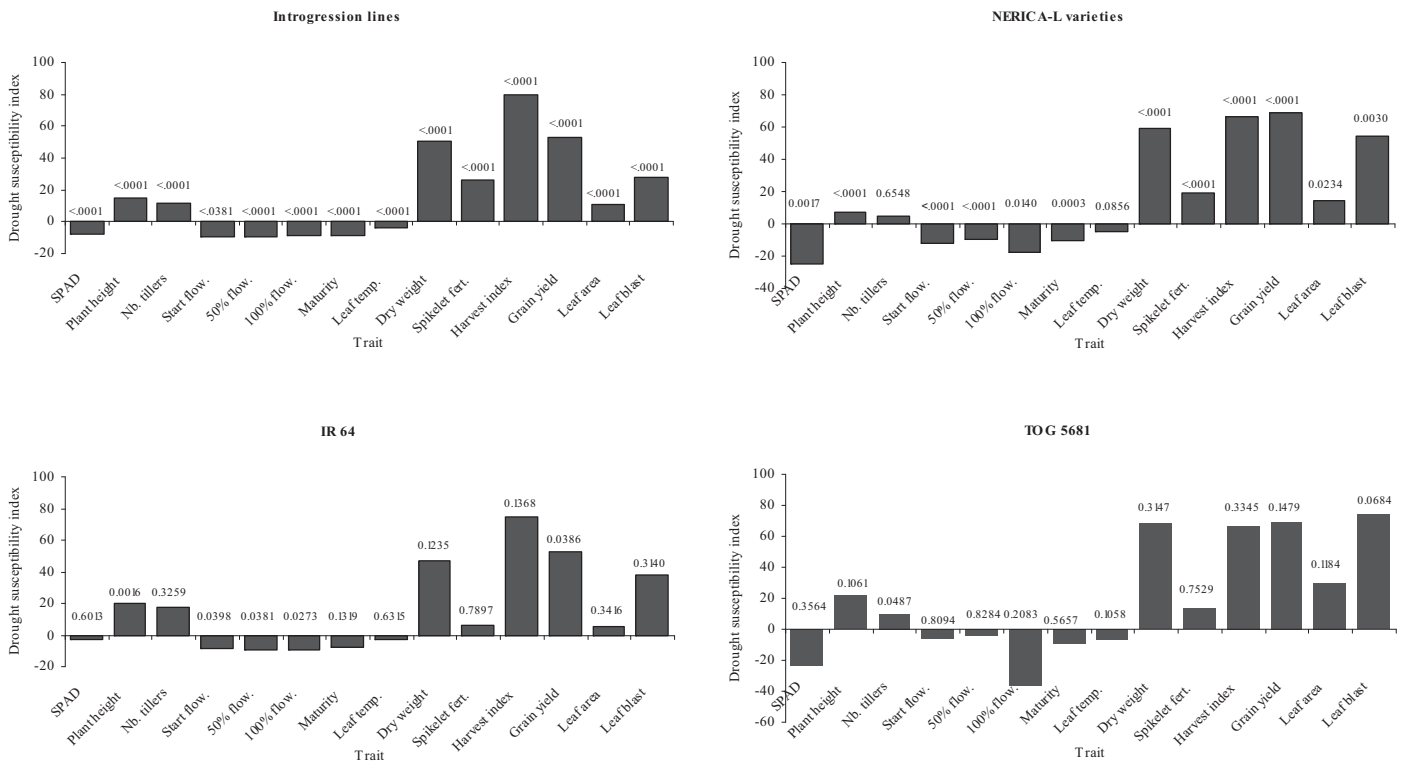 Introgression lines
Drought susceptibility index
100
80
60
40
20
0
-20
<.0001
<.0001
<.0001
<.0381
<.0001
<.0001
<.0001
<.0001
<.0001
<.0001
<.0001
<.0001
<.0001
<.0001
SPAD
Plant height
Nb. tillers
Start flow.
50% flow.
100% flow.
Maturity
Leaf temp.
Dry weight
Spikelet fert.
Harvest index
Grain yield
Leaf area
Leaf blast
Trait
NERICA-L varieties
Drought susceptibility index
100
80
60
40
20
0
-20
-40
0.0017
<.0001
0.6548
<.0001
<.0001
0.0140
0.0003
0.0856
<.0001
<.0001
<.0001
<.0001
0.0234
0.0030
SPAD
Plant height
Nb. tillers
Start flow.
50% flow.
100% flow.
Maturity
Leaf temp.
Dry weight
Spikelet fert.
Harvest index
Grain yield
Leaf area
Leaf blast
Trait
IR 64
Drought susceptibility index
100
80
60
40
20
0
-20
0.6013
0.0016
0.3259
0.0398
0.0381
0.0273
0.1319
0.6315
0.1235
0.7897
0.1368
0.0386
0.3416
0.3140
SPAD
Plant height
Nb. tillers
Start flow.
50% flow.
100% flow.
Maturity
Leaf temp.
Dry weight
Spikelet fert.
Harvest index
Grain yield
Leaf area
Leaf blast
Trait
TOG 5681
Drought susceptibility index
100
80
60
40
20
0
-20
-40
-60
0.3564
0.1061
0.0487
0.8094
0.8284
0.2083
0.5657
0.1058
0.3147
0.7529
0.3345
0.1479
0.1184
0.0684
SPAD
Plant height
Nb. tillers
Start flow.
50% flow.
100% flow.
Maturity
Leaf temp.
Dry weight
Spikelet fert.
Harvest index
Grain yield
Leaf area
Leaf blast
Trait